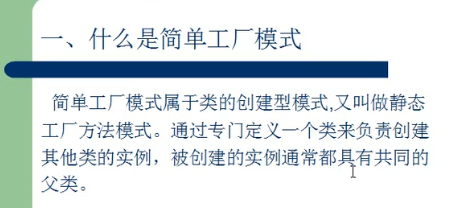 一、什么是简单工厂模式
简单工厂模式属于类的创建型模式,又叫做静态
工厂方法模式。通过专门定义一个类来负责创建
其他类的实例，被创建的实例通常都具有共同的
父类。